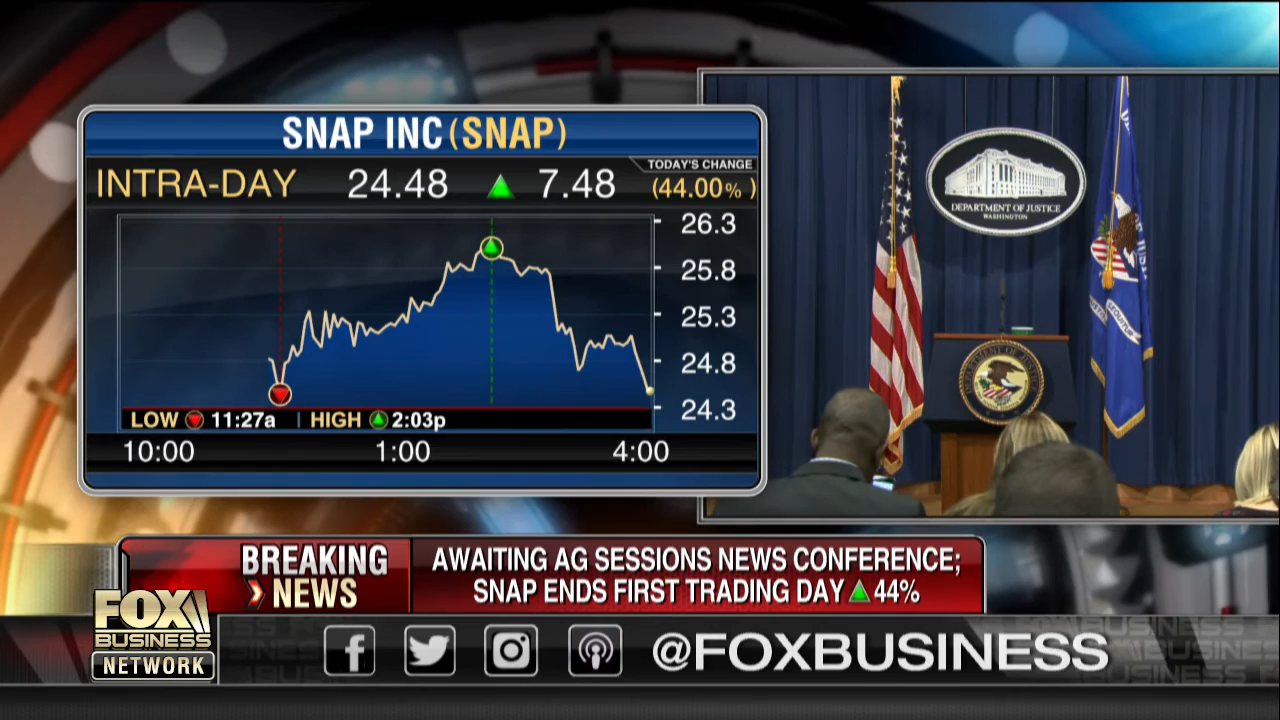 SNAP INC (SNAP)
INTRA-DAY 24.48 7.48
TODAY'S CHANGE
(44.00% )
26.3
25.8
25.3
24.8
24.3
LOW 11:27a | HIGH 2:03p
10:00 1:00 4:00
DEPARTMENT OF JUSTICE
WASHINGTON
BREAKING
NEWS
AWAITING AG SESSIONS NEWS CONFERENCE;
SNAP ENDS FIRST TRADING DAY 44%
FOX
BUSINESS
NETWORK
@FOXBUSINESS